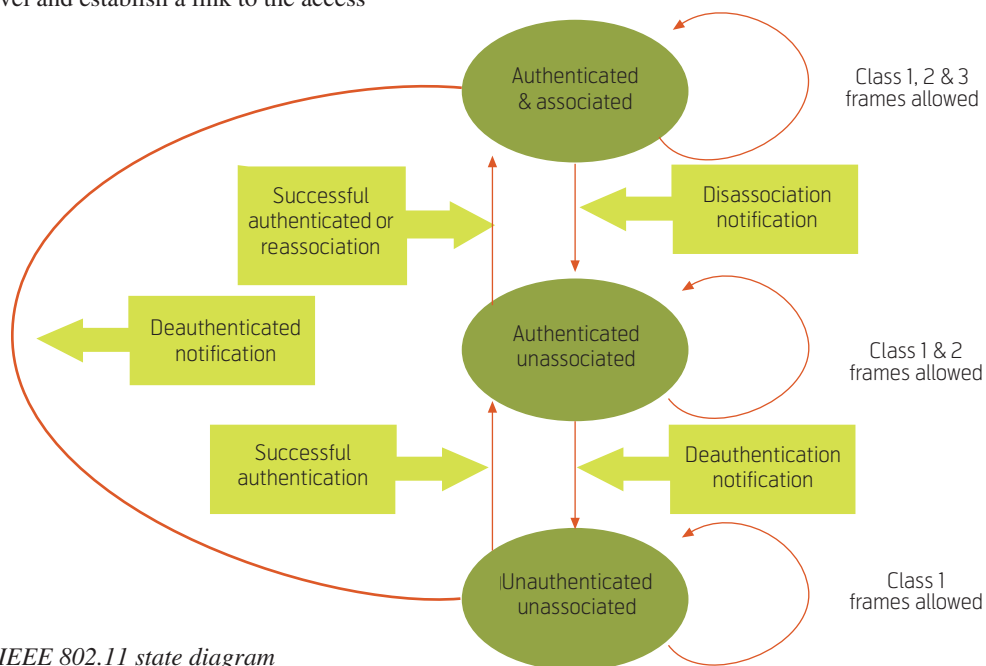 vel and establish a link to the access
Authenticated
& associated
Class 1, 2 & 3
frames allowed
Successful
authenticated or
reassociation
Disassociation
notification
Deauthenticated
notification
Authenticated
unassociated
Class 1 & 2
frames allowed
Successful
authentication
Deauthentication
notification
Unauthenticated
unassociated
Class 1
frames allowed
IEEE 802.11 state diagram